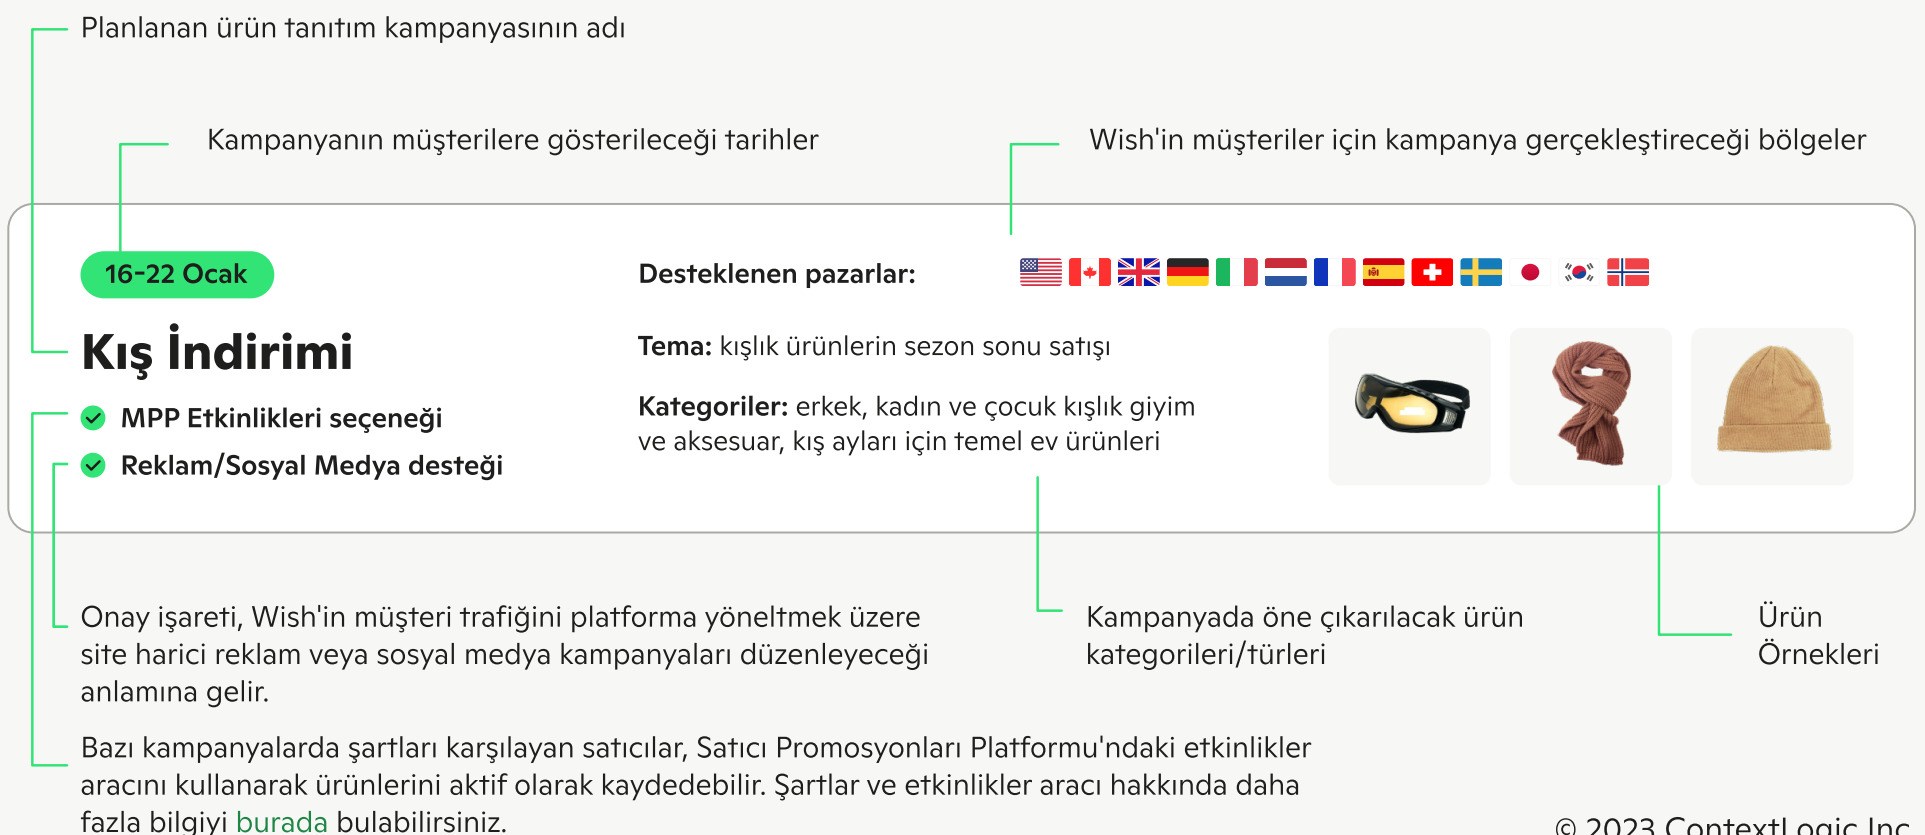 Planlanan ürün tanıtım kampanyasının adı
Kampanyanın müşterilere gösterileceği tarihler
Wish'in müşteriler için kampanya gerçekleştireceği bölgeler
16-22 Ocak
Kış İndirimi
MPP Etkinlikleri seçeneği
Reklam/Sosyal Medya desteği
Desteklenen pazarlar:
Tema: kışlık ürünlerin sezon sonu satışı
Kategoriler: erkek, kadın ve çocuk kışlık giyim
ve aksesuar, kış ayları için temel ev ürünleri
Onay işareti, Wish'in müşteri trafiğini platforma yöneltmek üzere
site harici reklam veya sosyal medya kampanyaları düzenleyeceği
anlamına gelir.
Kampanyada öne çıkarılacak ürün
kategorileri/türleri
Ürün
Örnekleri
Bazı kampanyalarda şartları karşılayan satıcılar, Satıcı Promosyonları Platformu'ndaki etkinlikler
aracını kullanarak ürünlerini aktif olarak kaydedebilir. Şartlar ve etkinlikler aracı hakkında daha
fazla bilgiyi burada bulabilirsiniz.
© 2023 ContextLogic Inc.